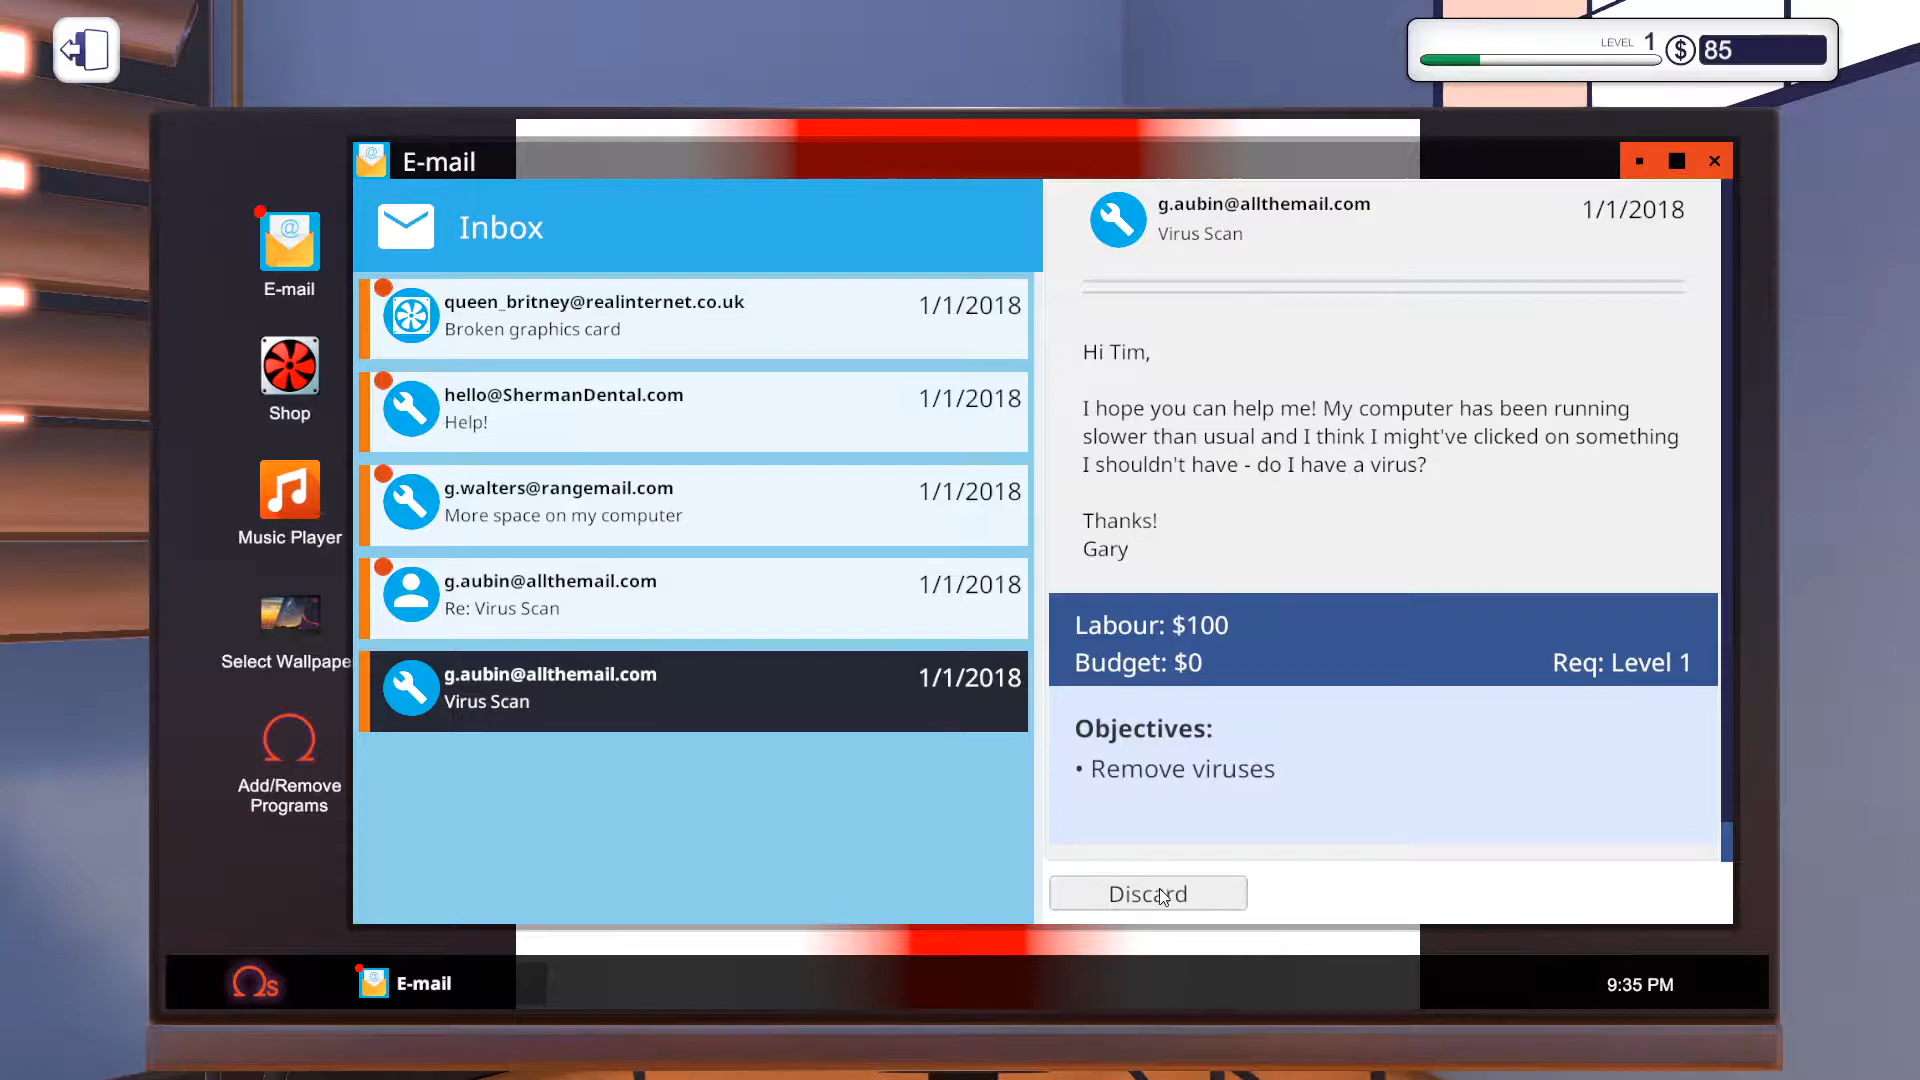 LEVEL 1
$ 85
E-mail
Inbox
queen_britney@realinternet.co.uk
1/1/2018
Broken graphics card
hello@ShermanDental.com
1/1/2018
Help!
g.walters@rangemail.com
1/1/2018
More space on my computer
g.aubin@allthemail.com
1/1/2018
Re: Virus Scan
g.aubin@allthemail.com
1/1/2018
Virus Scan
g.aubin@allthemail.com
1/1/2018
Virus Scan
Hi Tim,
I hope you can help me! My computer has been running
slower than usual and I think I might've clicked on something
I shouldn't have - do I have a virus?
Thanks!
Gary
Labour: $100
Budget: $0
Req: Level 1
Objectives:
• Remove viruses
Discard
E-mail
Shop
Music Player
Select Wallpape
Add/Remove
Programs
Ωs
E-mail
9:35 PM